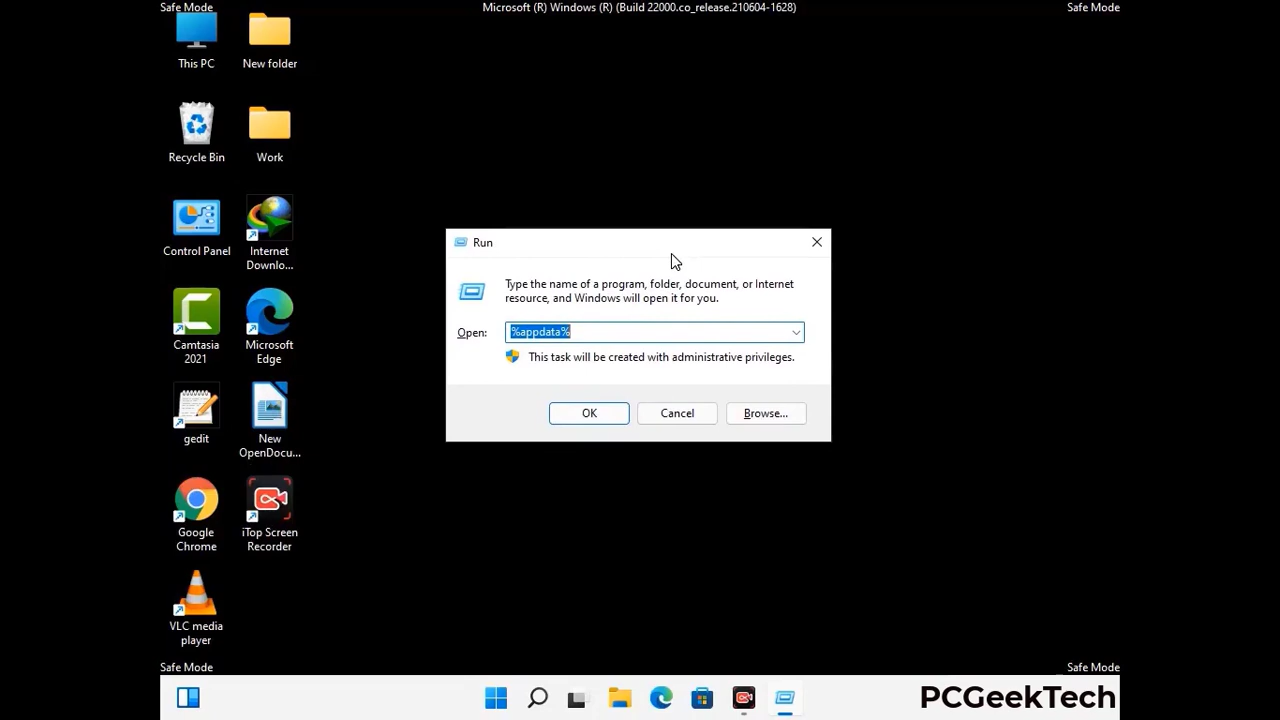 Safe Mode
Microsoft (R) Windows (R) (Build 22000.co_release.210604-1628)
Safe Mode
This PC
New folder
Recycle Bin
Work
Control Panel
Internet
Downlo...
Camtasia
2021
Microsoft
Edge
gedit
New
OpenDocu...
Google
Chrome
iTop Screen
Recorder
VLC media
player
Run
Type the name of a program, folder, document, or Internet
resource, and Windows will open it for you.
Open:
%appdata%
This task will be created with administrative privileges.
OK
Cancel
Browse...
Safe Mode
Safe Mode
PCGeekTech